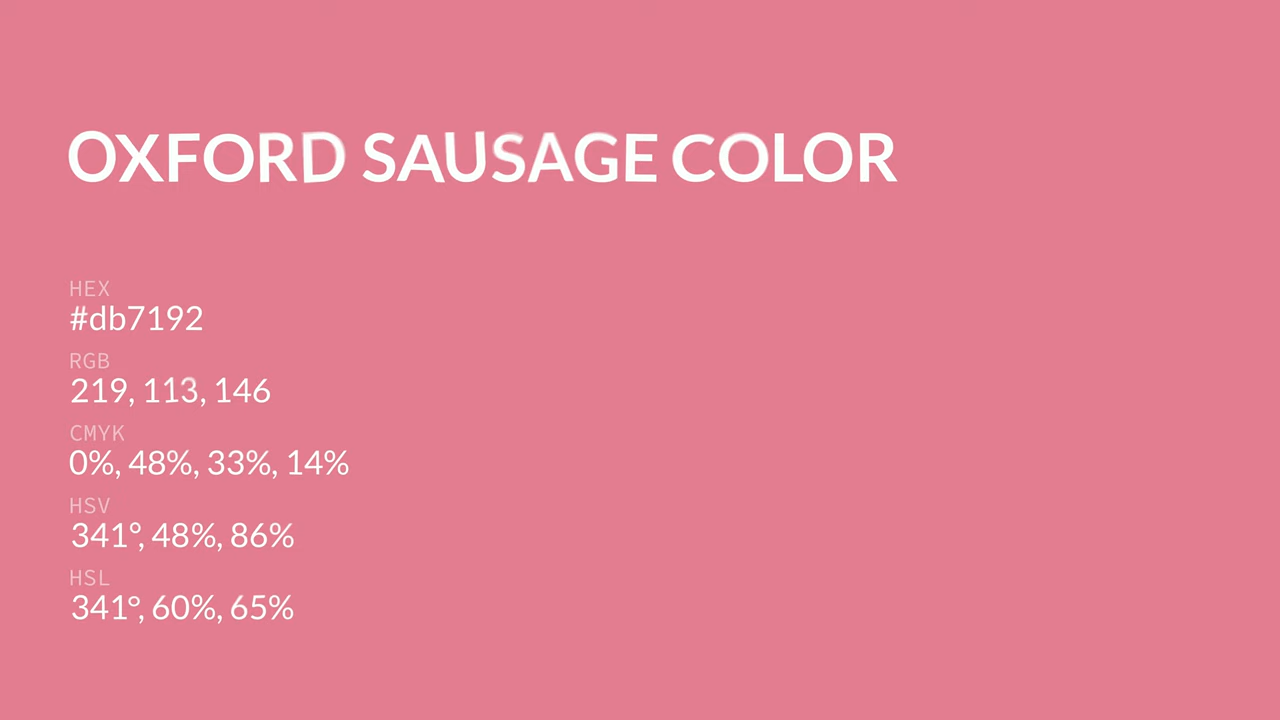 OXFORD SAUSAGE COLOR
HEX
#db7192
RGB
219, 113, 146
CMYK
0%, 48%, 33%, 14%
HSV
341°, 48%, 86%
HSL
341°, 60%, 65%